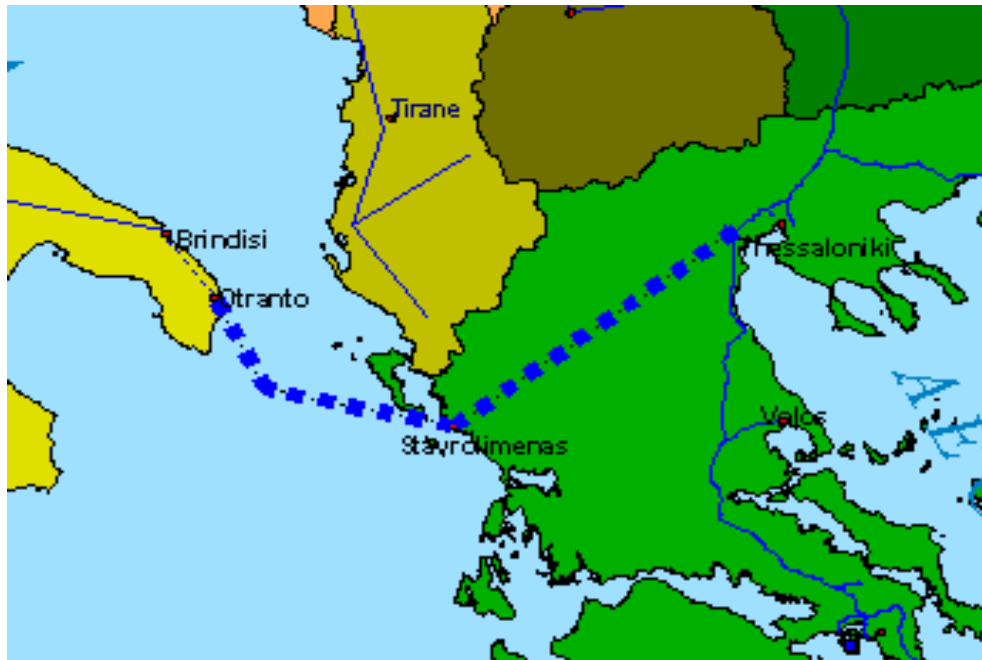 Tirane
Brindisi
Thessaloniki
Otranto
Volos
Stavrolimenas